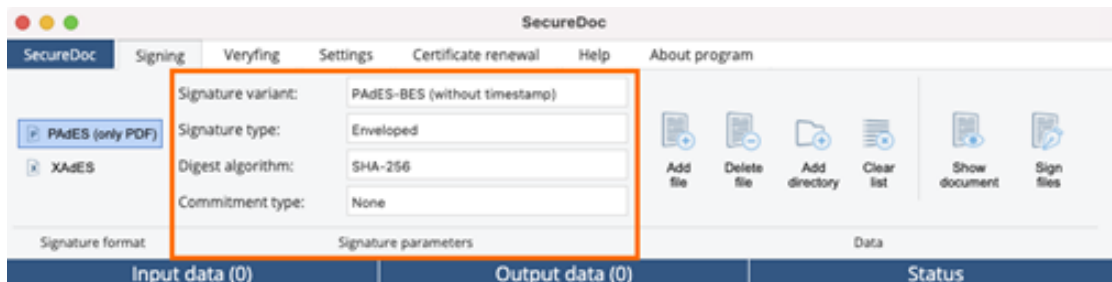 SecureDoc
SecureDoc Signing Veryfing Settings Certificate renewal Help About program
Signature variant: PAdES-BES (without timestamp)
PAdES (only PDF) Signature type: Enveloped
XAdES Digest algorithm: SHA-256
Commitment type: None
Add file
Delete file
Add directory
Clear list
Show document
Sign files
Signature format Signature parameters Data
Input data (0) Output data (0) Status